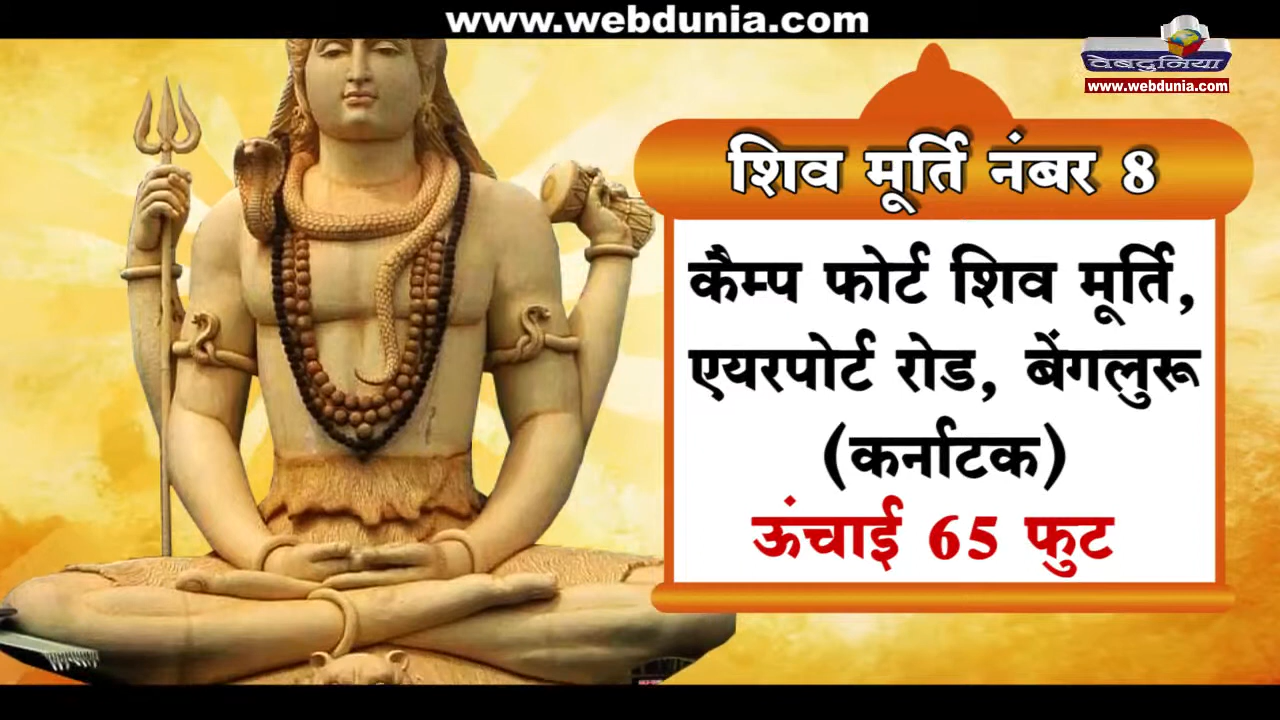 www.webdunia.com
वेबदुनिया
www.webdunia.com
शिव मूर्ति नंबर 8
कैम्प फोर्ट शिव मूर्ति,
एयरपोर्ट रोड, बेंगलुरू
(कर्नाटक)
ऊंचाई 65 फुट